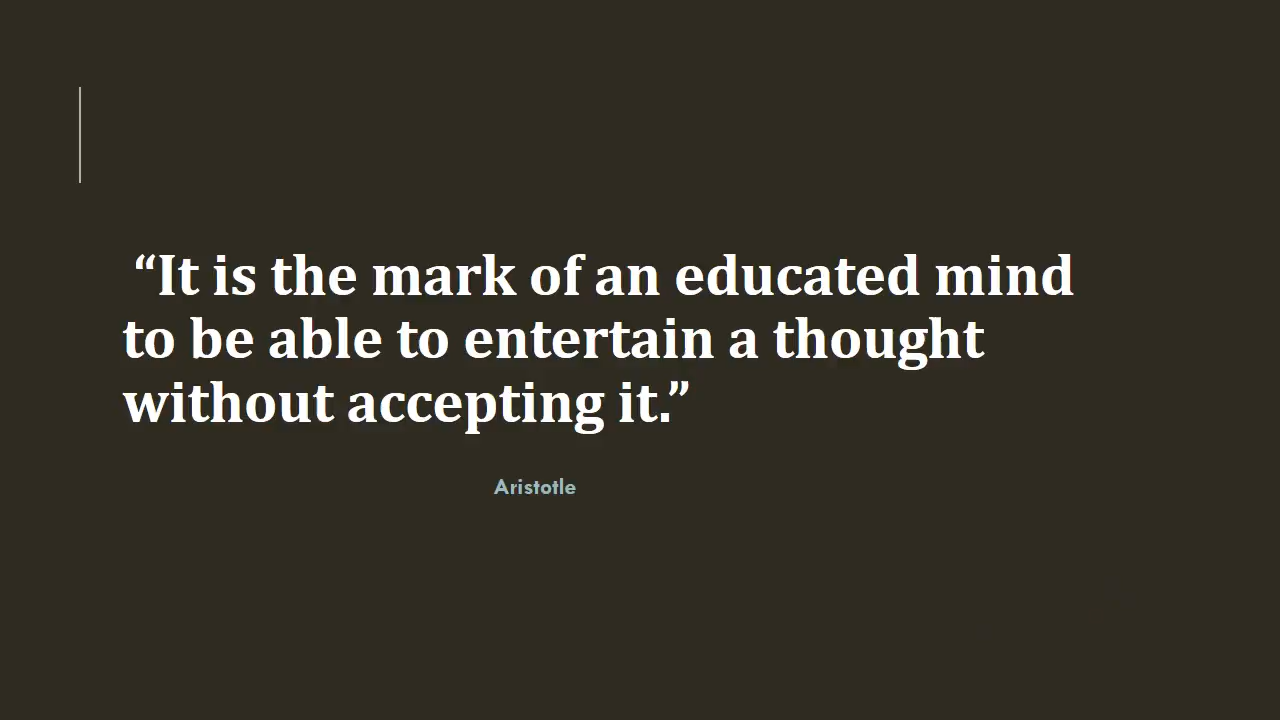 “It is the mark of an educated mind
to be able to entertain a thought
without accepting it.”
Aristotle